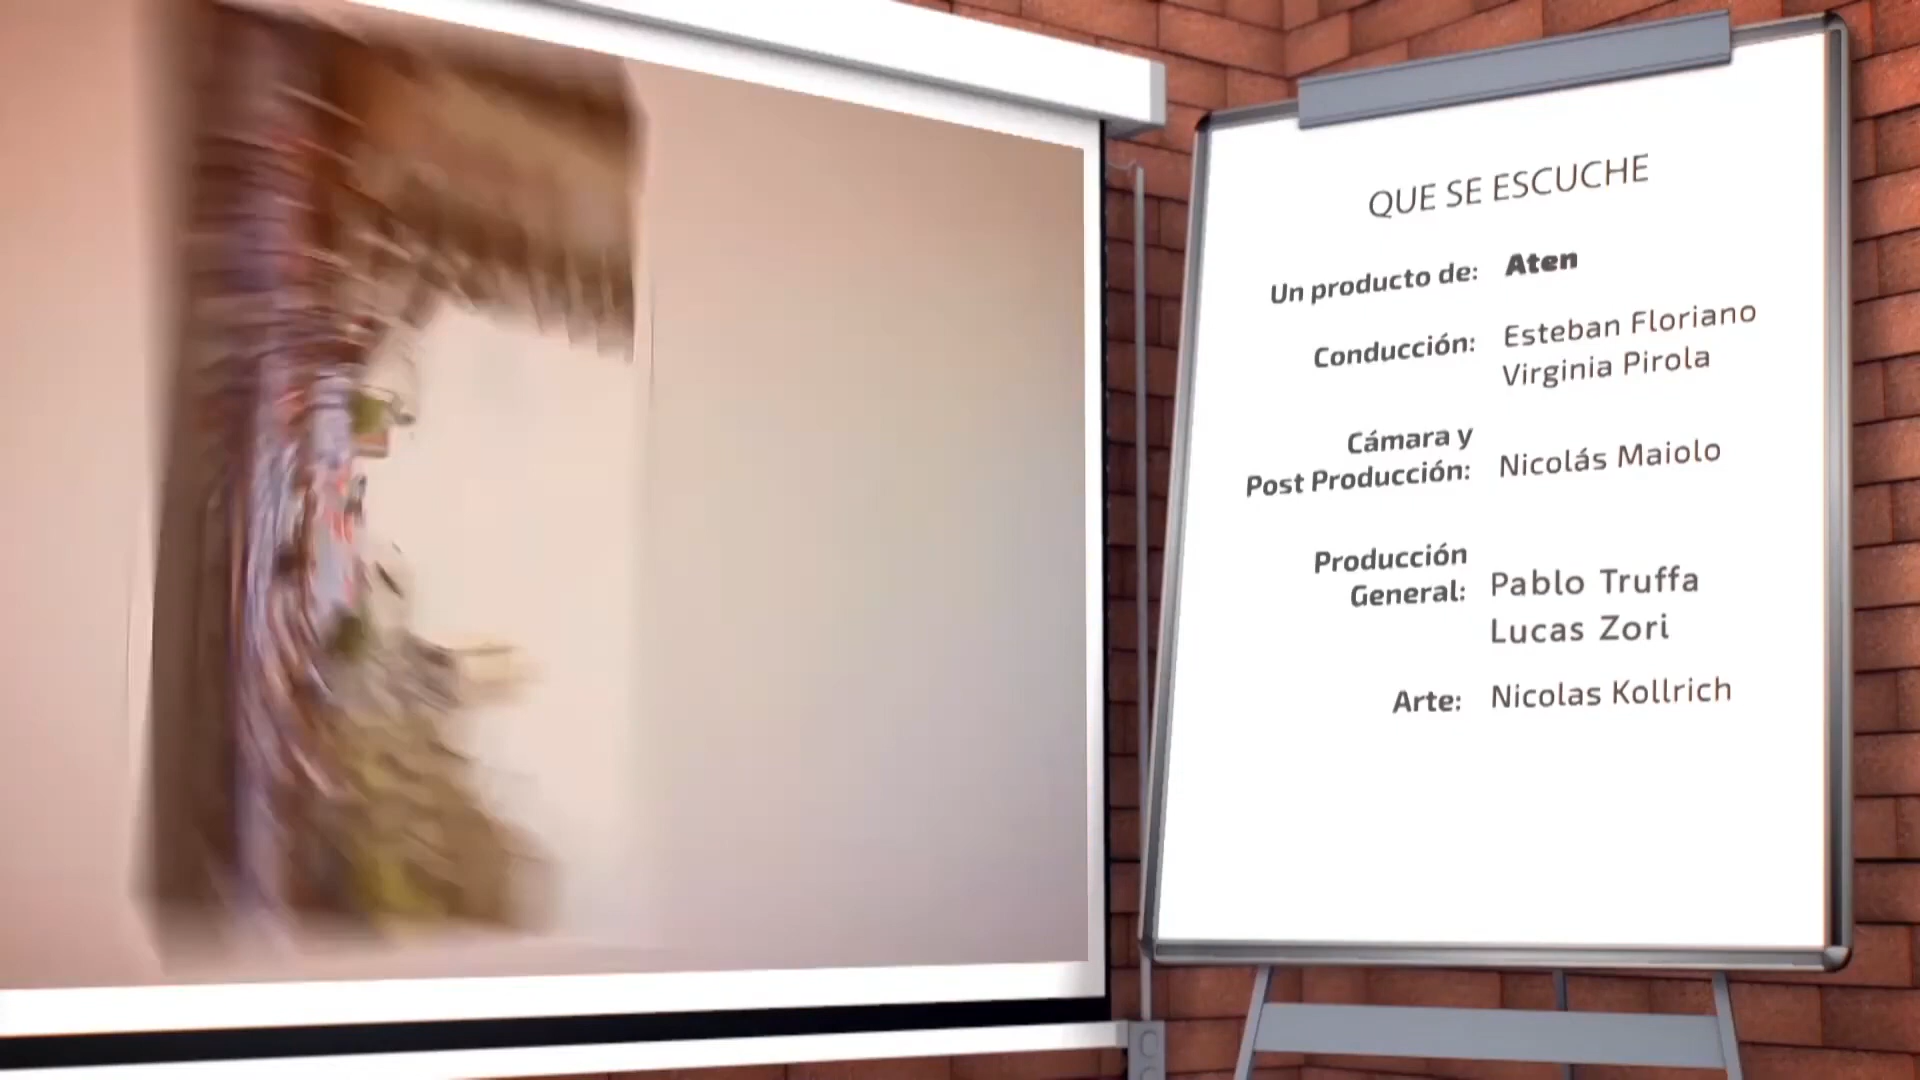 QUE SE ESCUCHE
Un producto de: Aten
Conducción: Esteban Floriano
Virginia Pirola
Cámara y
Post Producción: Nicolás Maiolo
Producción
General: Pablo Truffa
Lucas Zori
Arte: Nicolas Kollrich